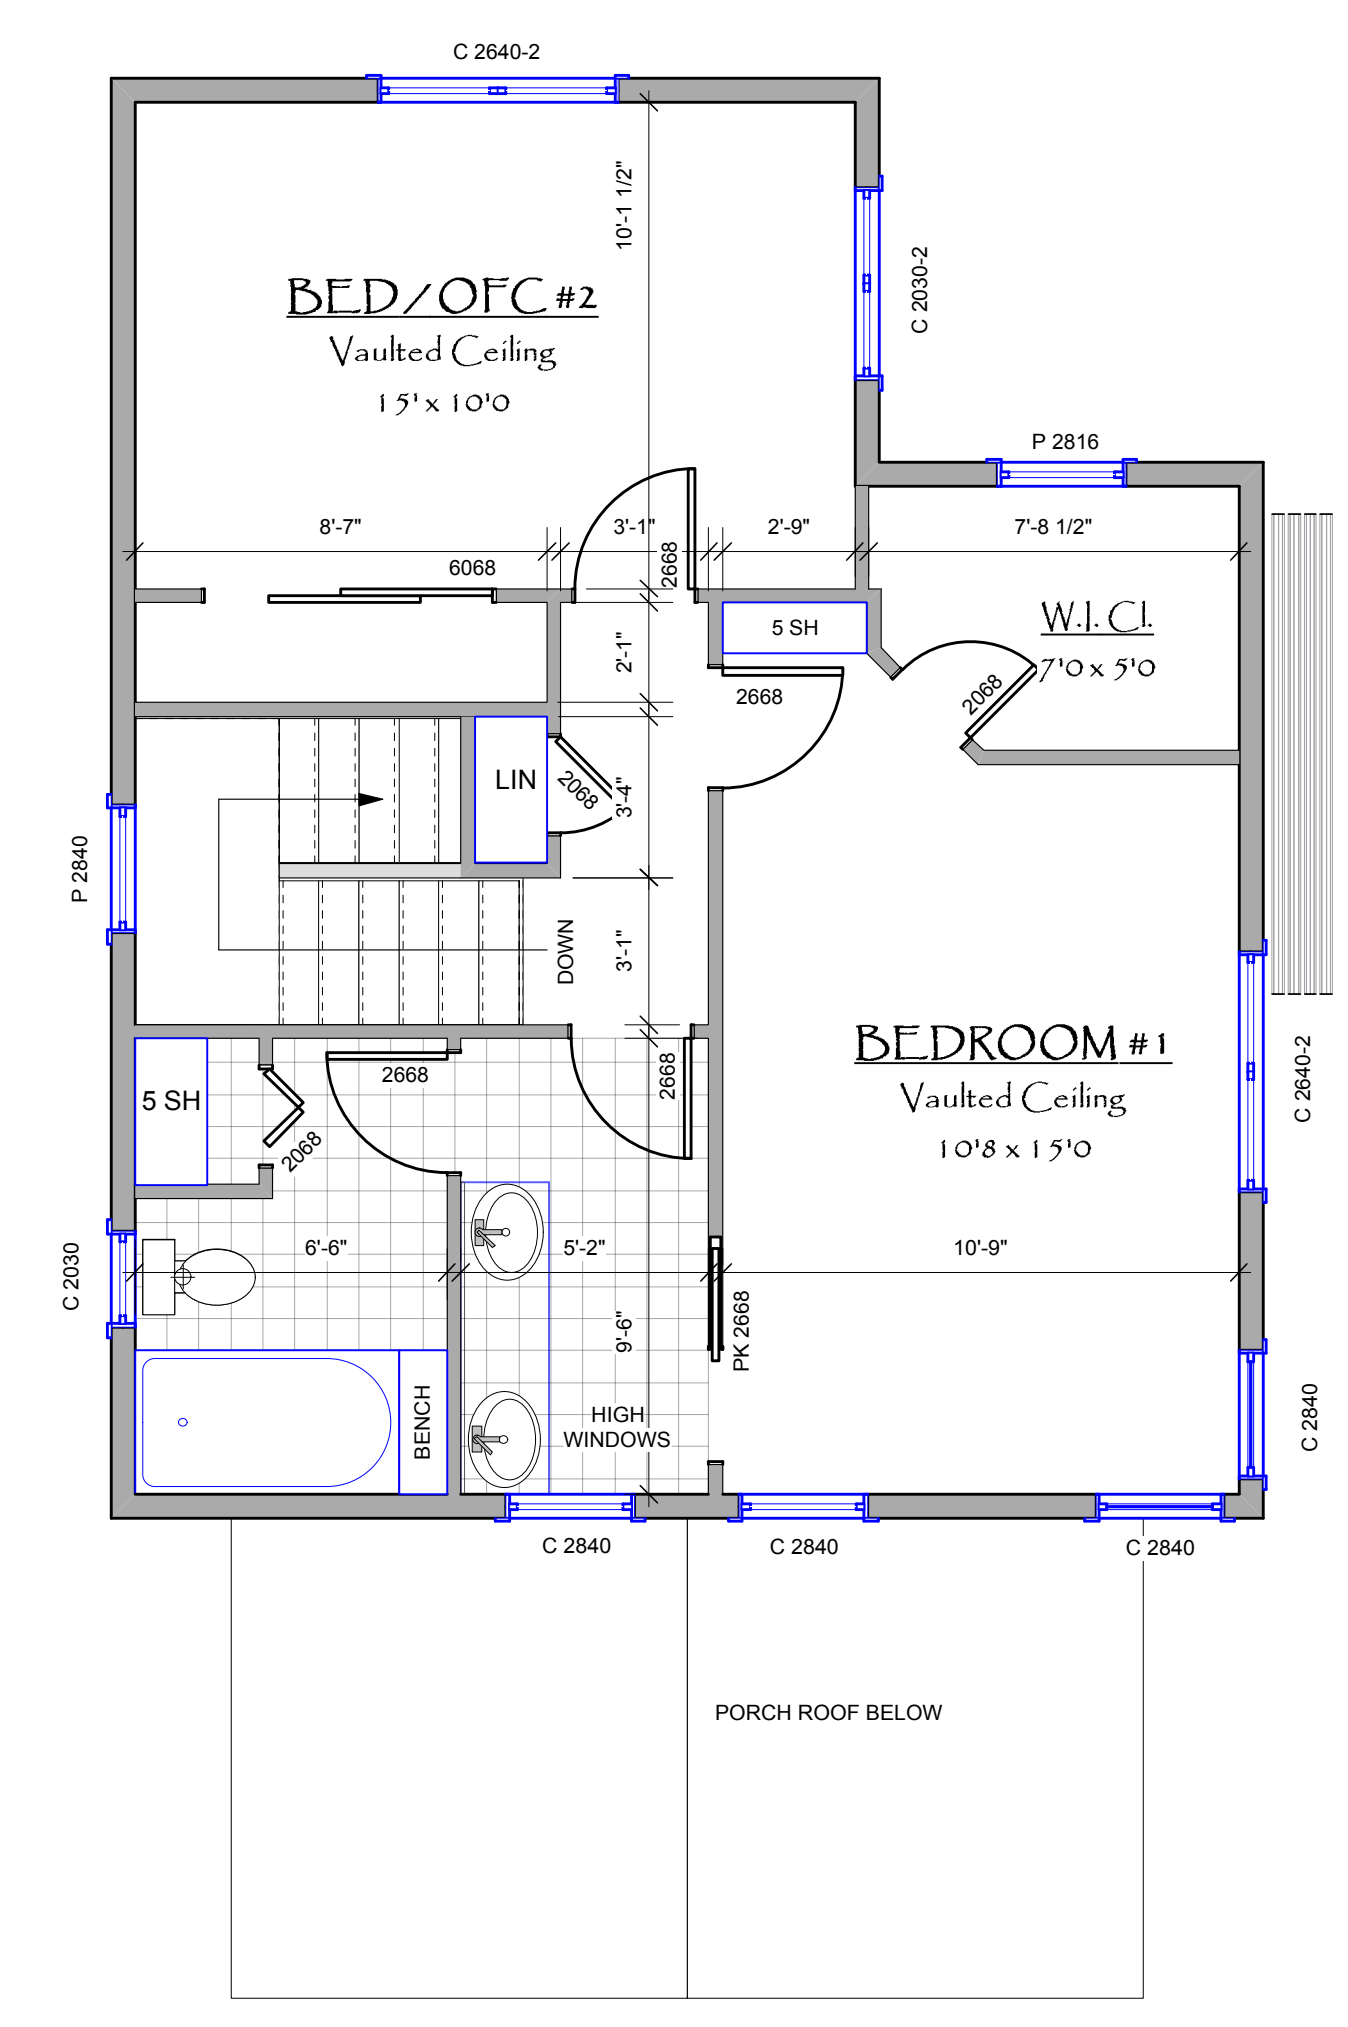 C 2640-2
10'-1 1/2"
C 2030-2
BED/OFC #2
Vaulted Ceiling
15' x 10'0
P 2816
8'-7"
3'-1"
2'-9"
7'-8 1/2"
6068
2668
5 SH
W.I. Cl.
7'0 x 5'0
2'-1"
2668
2068
LIN
2068
3'-4"
P 2840
DOWN
3'-1"
BEDROOM #1
Vaulted Ceiling
10'8 x 15'0
C 2640-2
2668
2668
5 SH
2068
6'-6"
5'-2"
10'-9"
C 2030
9'-6"
PK 2668
BENCH
HIGH
WINDOWS
C 2840
C 2840
C 2840
C 2840
PORCH ROOF BELOW